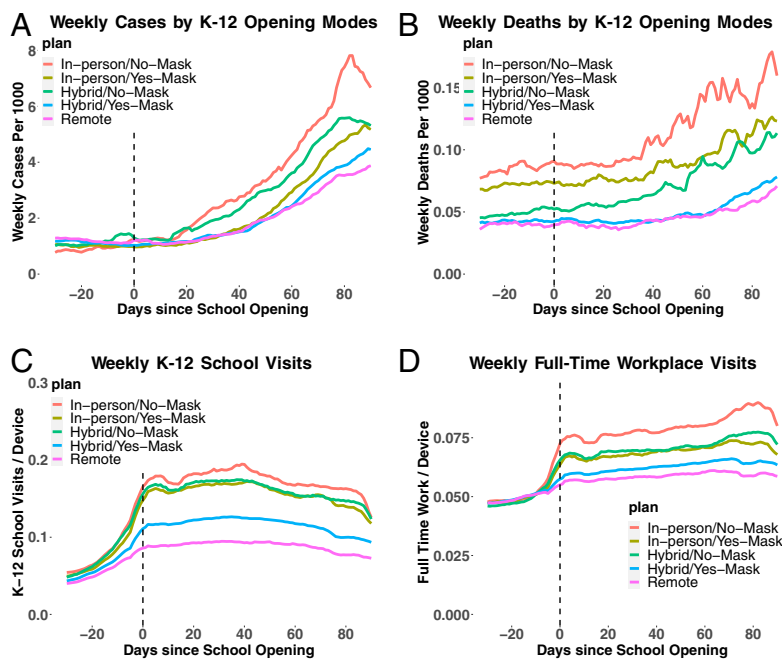 A
Weekly Cases by K-12 Opening Modes
plan
In-person/No-Mask
In-person/Yes-Mask
Hybrid/No-Mask
Hybrid/Yes-Mask
Remote
Weekly Cases Per 1000
8
6
4
2
0
−20 0 20 40 60 80
Days since School Opening
B
Weekly Deaths by K-12 Opening Modes
plan
In-person/No-Mask
In-person/Yes-Mask
Hybrid/No-Mask
Hybrid/Yes-Mask
Remote
Weekly Deaths Per 1000
0.15
0.10
0.05
0.00
−20 0 20 40 60 80
Days since School Opening
C
Weekly K-12 School Visits
plan
In-person/No-Mask
In-person/Yes-Mask
Hybrid/No-Mask
Hybrid/Yes-Mask
Remote
K−12 School Visits / Device
0.3
0.2
0.1
0.0
−20 0 20 40 60 80
Days since School Opening
D
Weekly Full-Time Workplace Visits
Full Time Work / Device
0.075
0.050
0.025
0.000
plan
In-person/No-Mask
In-person/Yes-Mask
Hybrid/No-Mask
Hybrid/Yes-Mask
Remote
−20 0 20 40 60 80
Days since School Opening